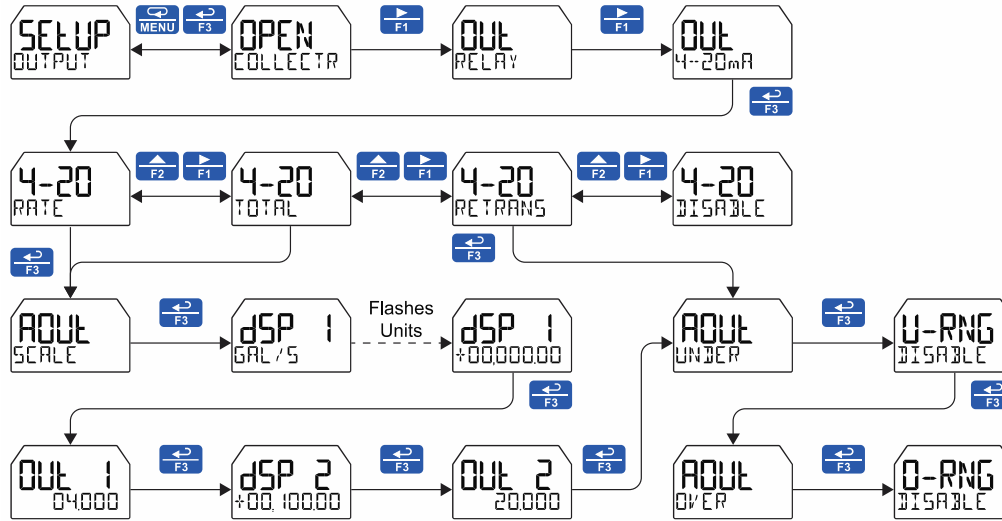 SEtUP
OUTPUT
MENU
F3
OPEN
COLLECTR
F1
OUt
RELAY
F1
OUt
4-20mA
F3
4-20
RATE
F2
F1
4-20
TOTAL
F2
F1
4-20
RETRANS
F2
F1
4-20
DISABLE
F3
F3
AOUt
SCALE
F3
dSP 1
GAL/S
Flashes
Units
dSP 1
+00,000.00
AOUt
UNDER
F3
U-RNG
DISABLE
F3
F3
OUt 1
04.000
F3
dSP 2
+00,100.00
F3
OUt 2
20.000
F3
AOUt
OVER
F3
O-RNG
DISABLE